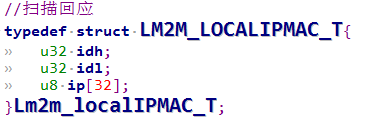 //扫描回应
typedef struct LM2M_LOCALIPMAC_T{
» u32 idh;
» u32 idl;
» u8 ip[32];
}Lm2m_localIPMAC_T;